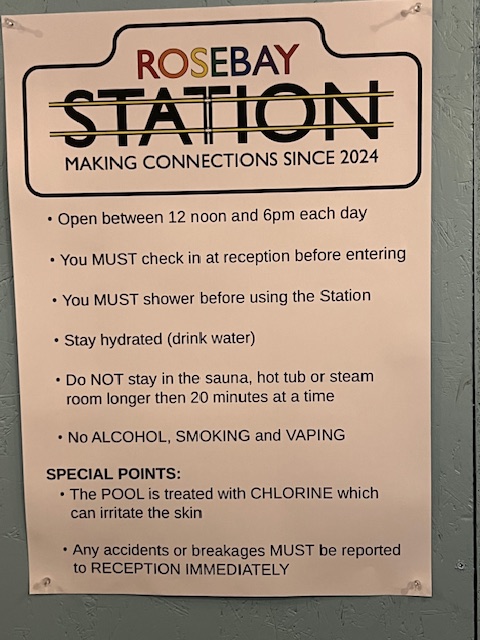 ROSEBAY
STATION
MAKING CONNECTIONS SINCE 2024
• Open between 12 noon and 6pm each day
• You MUST check in at reception before entering
• You MUST shower before using the Station
• Stay hydrated (drink water)
• Do NOT stay in the sauna, hot tub or steam
room longer then 20 minutes at a time
• No ALCOHOL, SMOKING and VAPING
SPECIAL POINTS:
• The POOL is treated with CHLORINE which
can irritate the skin
• Any accidents or breakages MUST be reported
to RECEPTION IMMEDIATELY